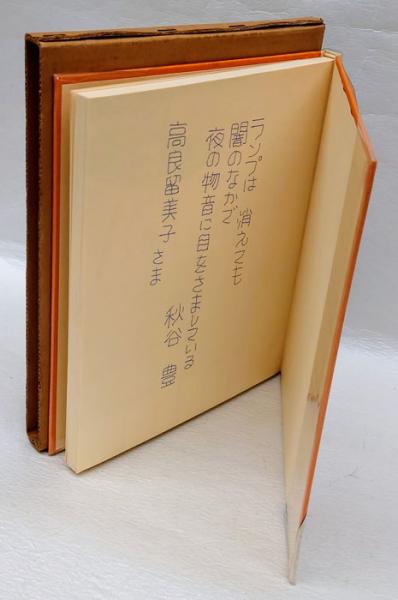 ランプは 消えても
闇のなかで
夜の物音に目をさましている
高良留美子 さま
秋谷 豊